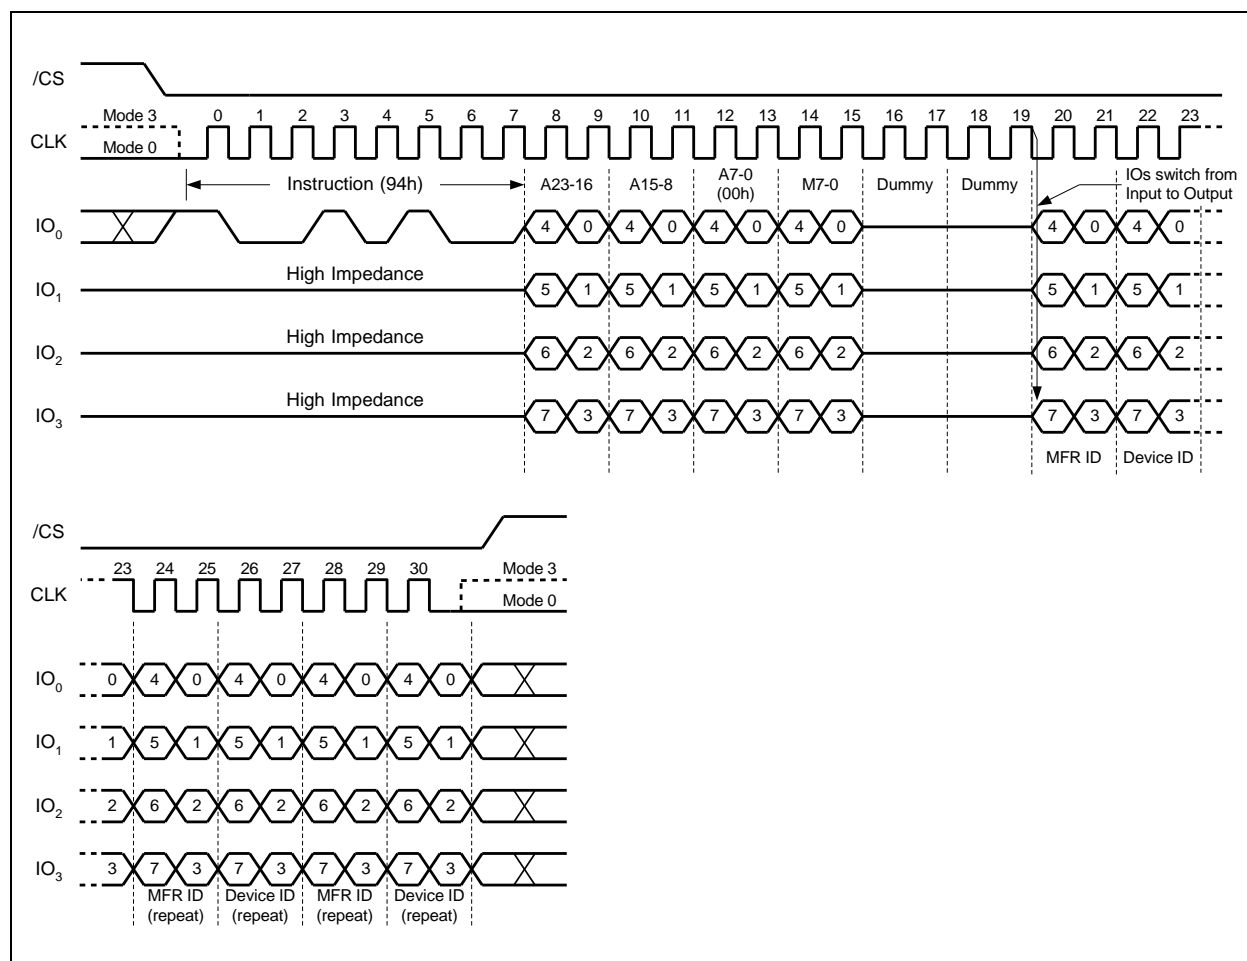 /CS
Mode 3 0 1 2 3 4 5 6 7 8 9 10 11 12 13 14 15 16 17 18 19 20 21 22 23
CLK
Mode 0
Instruction (94h) A23-16 A15-8 A7-0 (00h) M7-0 Dummy Dummy IOs switch from Input to Output
IO0 4 0 4 0 4 0 4 0 4 0 4 0
High Impedance
IO1 5 1 5 1 5 1 5 1 5 1 5 1
High Impedance
IO2 6 2 6 2 6 2 6 2 6 2 6 2
High Impedance
IO3 7 3 7 3 7 3 7 3 7 3 7 3
MFR ID Device ID
/CS
23 24 25 26 27 28 29 30 Mode 3
CLK
Mode 0
IO0 0 4 0 4 0 4 0 4 0
IO1 1 5 1 5 1 5 1 5 1
IO2 2 6 2 6 2 6 2 6 2
IO3 3 7 3 7 3 7 3 7 3
MFR ID Device ID MFR ID Device ID
(repeat) (repeat) (repeat) (repeat)